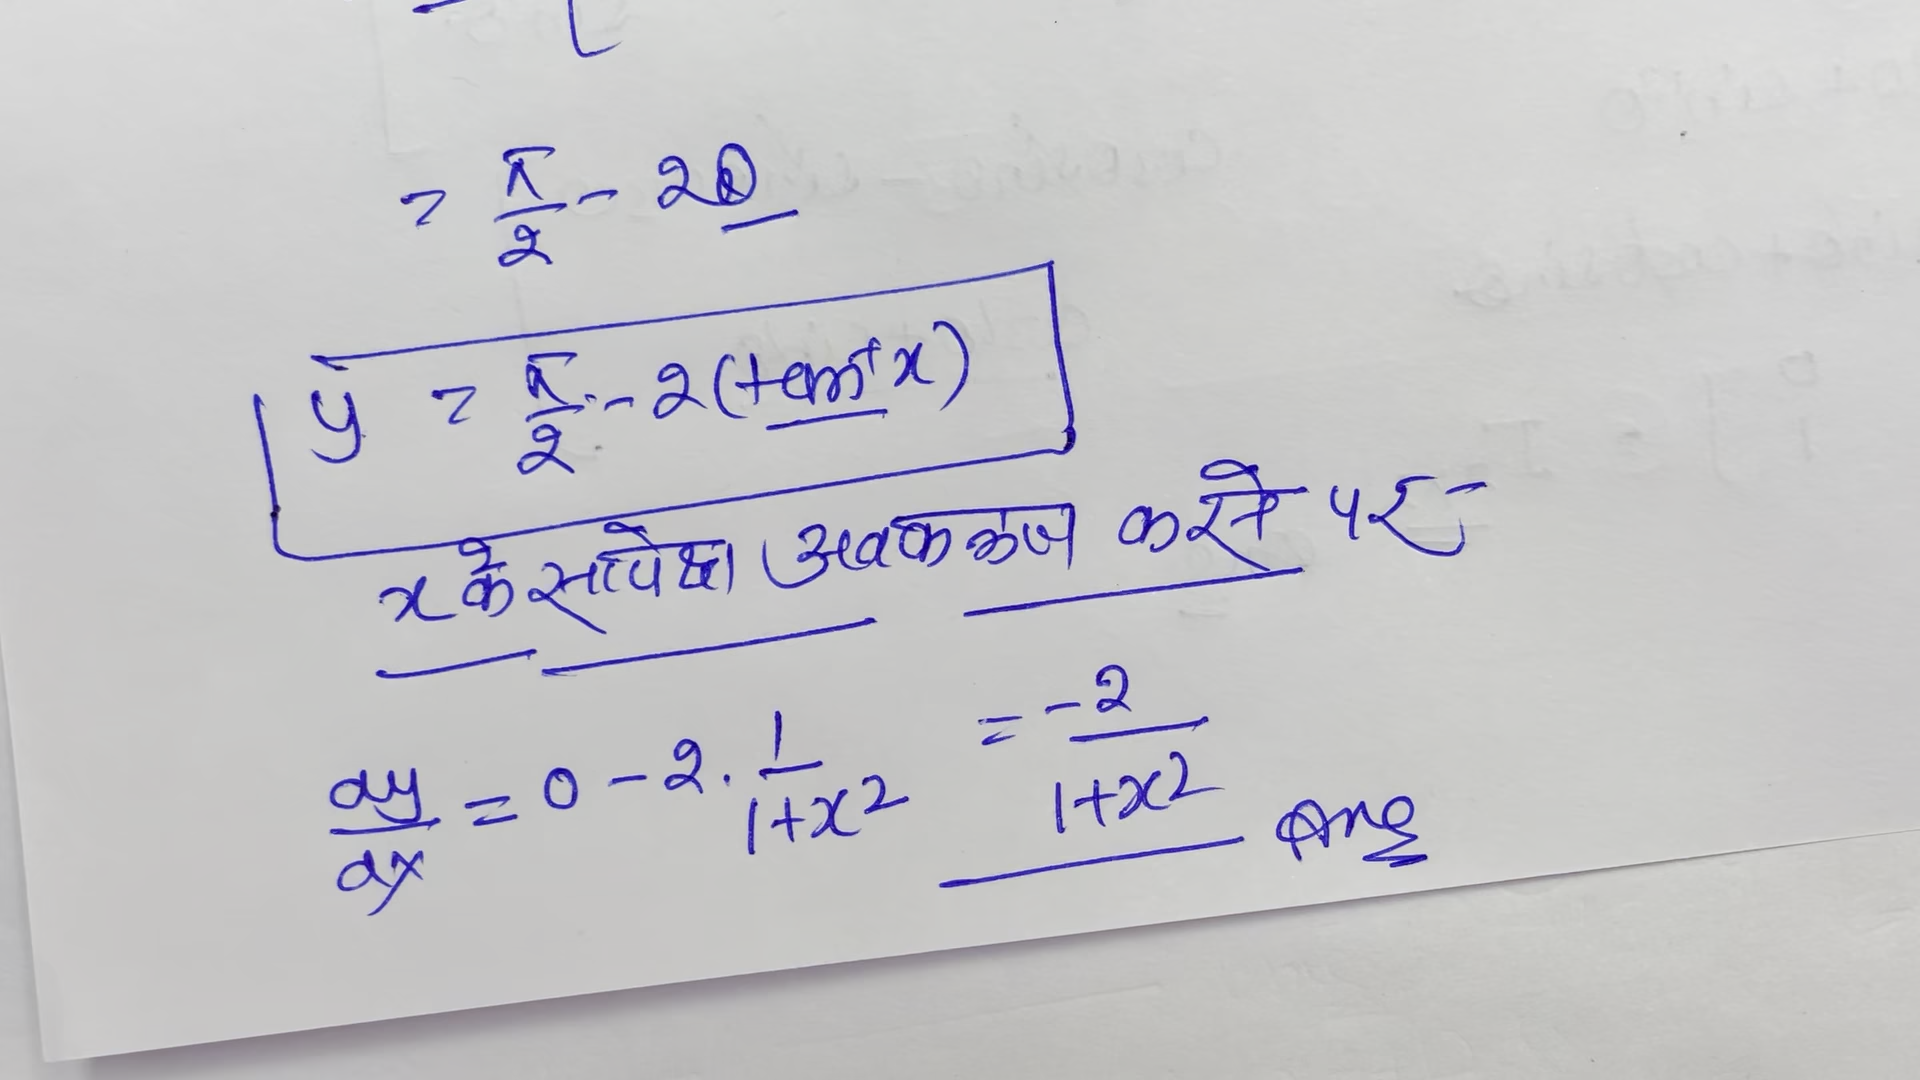 = π/2 - 2θ
y = π/2 - 2(tan⁻¹x)
x के सापेक्ष अवकलन करने पर -
dy/dx = 0 - 2 . 1/1+x² = -2/1+x² Ans